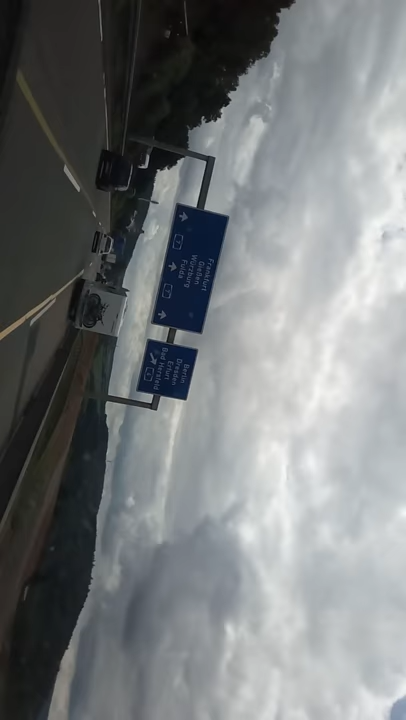 Frankfurt
Gießen
Würzburg
Fulda
Berlin
Dresden
Erfurt
Bad Hersfeld